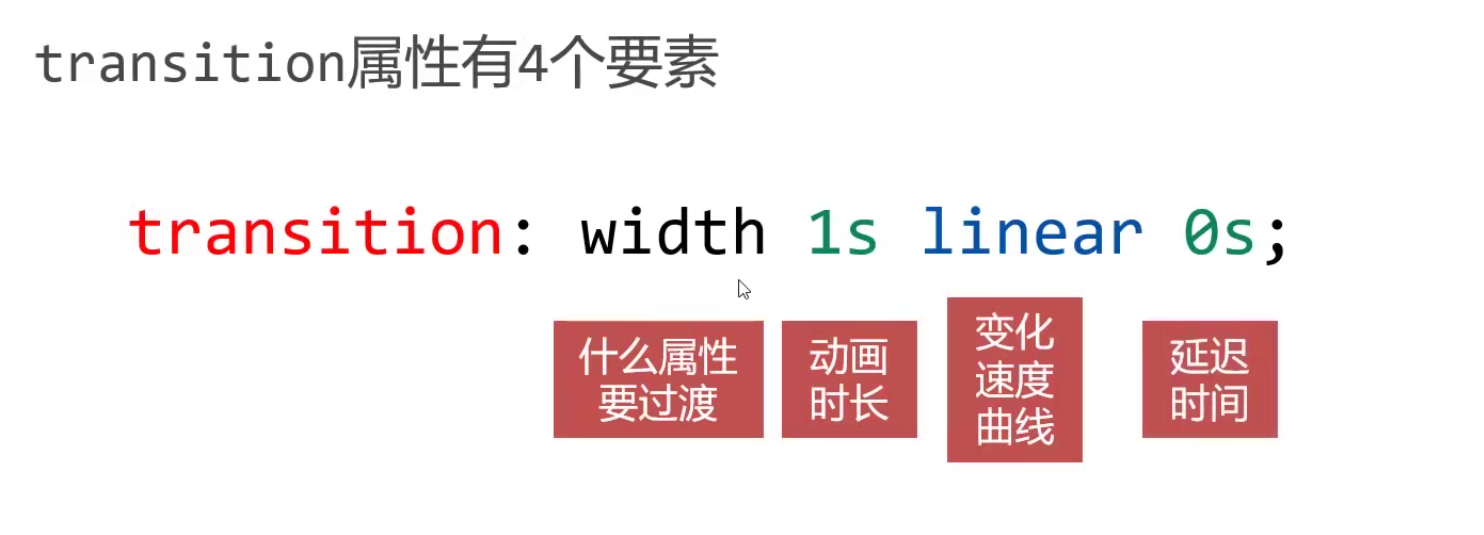 transition属性有4个要素
transition: width 1s linear 0s;
什么属性
要过渡
动画
时长
变化
速度
曲线
延迟
时间